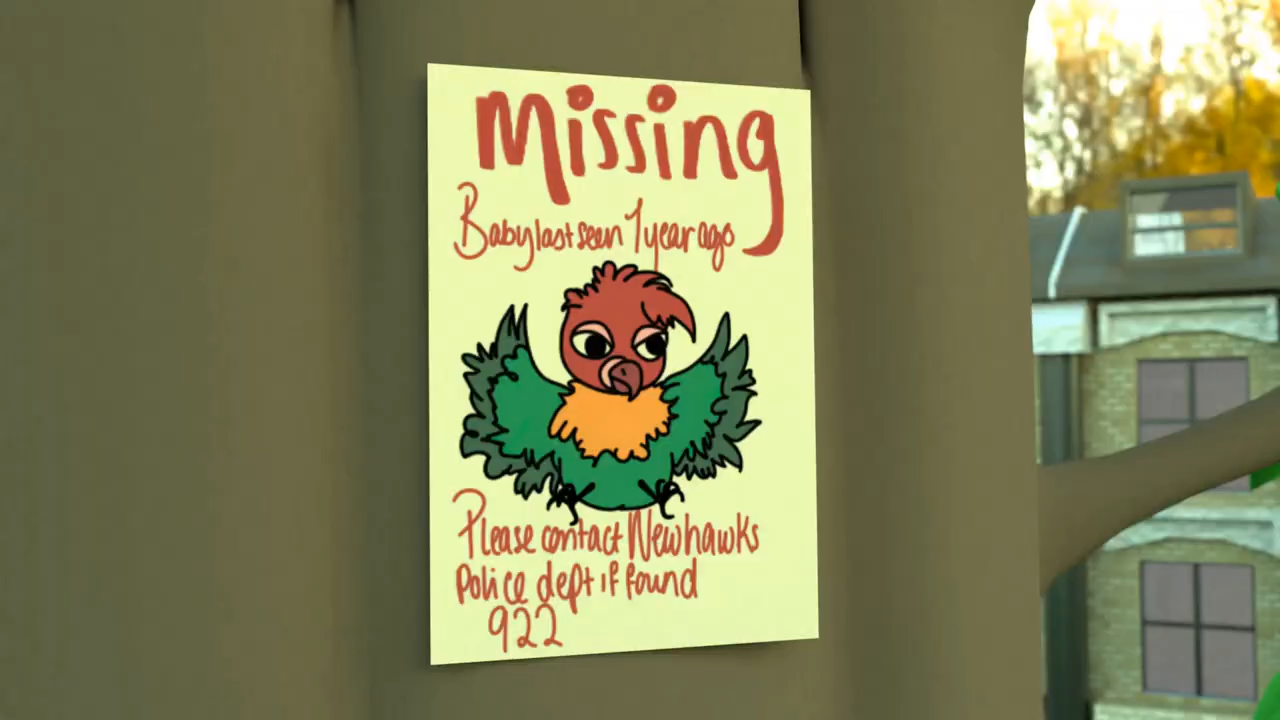 Missing
Baby last seen 1 year ago
Please contact Newhawks
Police dept if found
922